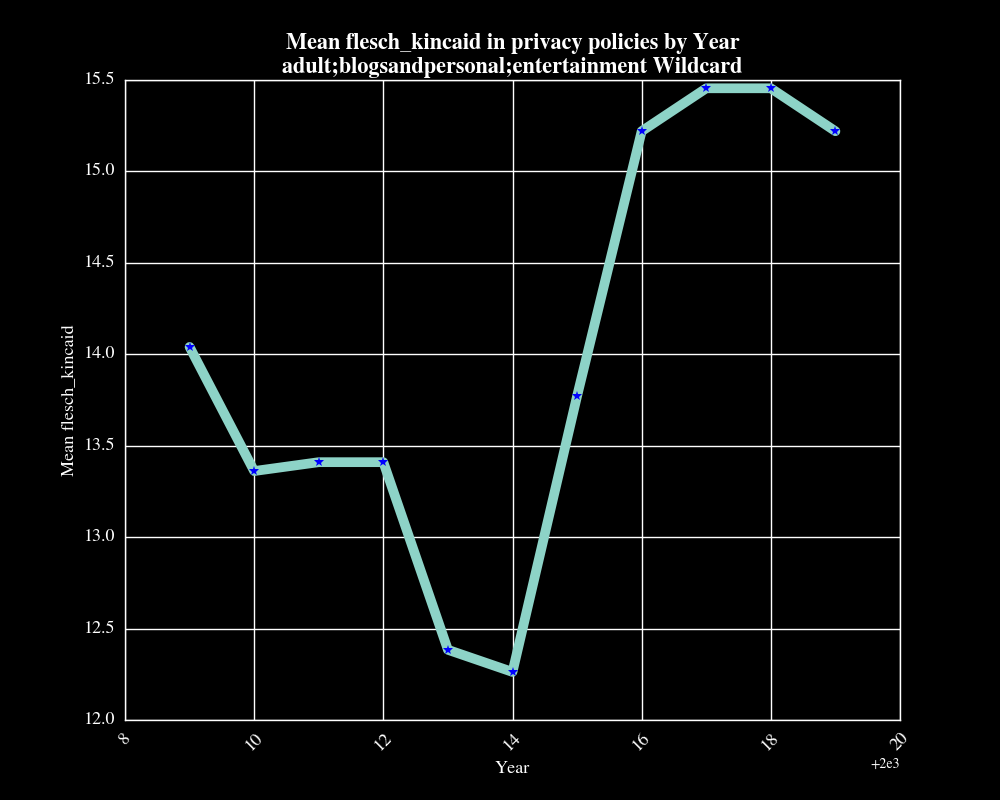 Mean flesch_kincaid in privacy policies by Year
adult;blogsandpersonal;entertainment Wildcard
15.5
15.0
14.5
14.0
13.5
13.0
12.5
12.0
Mean flesch_kincaid
8 10 12 14 16 18 20
Year
+2e3